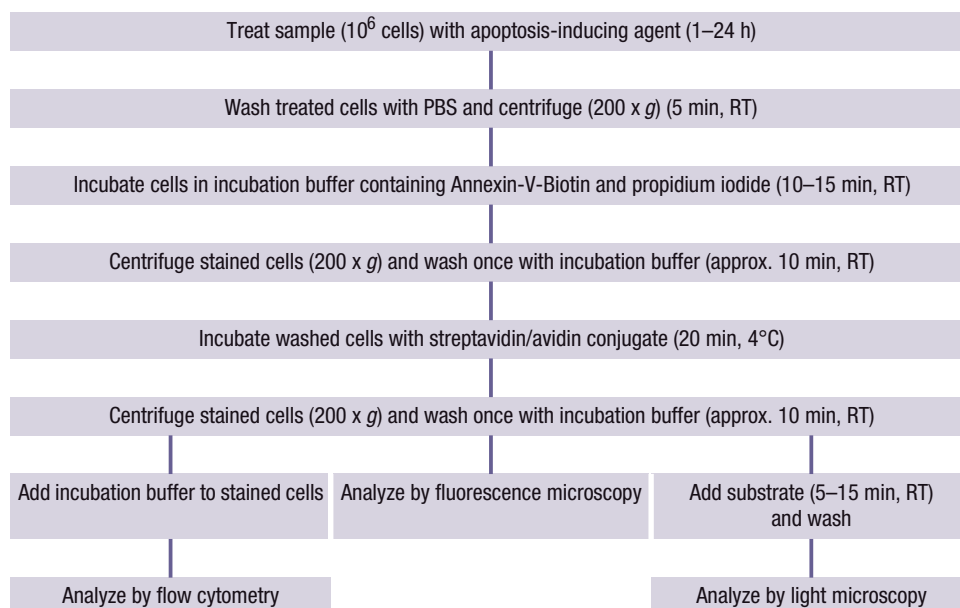 Treat sample (10⁶ cells) with apoptosis-inducing agent (1–24 h)
Wash treated cells with PBS and centrifuge (200 x g) (5 min, RT)
Incubate cells in incubation buffer containing Annexin-V-Biotin and propidium iodide (10–15 min, RT)
Centrifuge stained cells (200 x g) and wash once with incubation buffer (approx. 10 min, RT)
Incubate washed cells with streptavidin/avidin conjugate (20 min, 4°C)
Centrifuge stained cells (200 x g) and wash once with incubation buffer (approx. 10 min, RT)
Add incubation buffer to stained cells
Analyze by flow cytometry
Analyze by fluorescence microscopy
Add substrate (5–15 min, RT)
and wash
Analyze by light microscopy